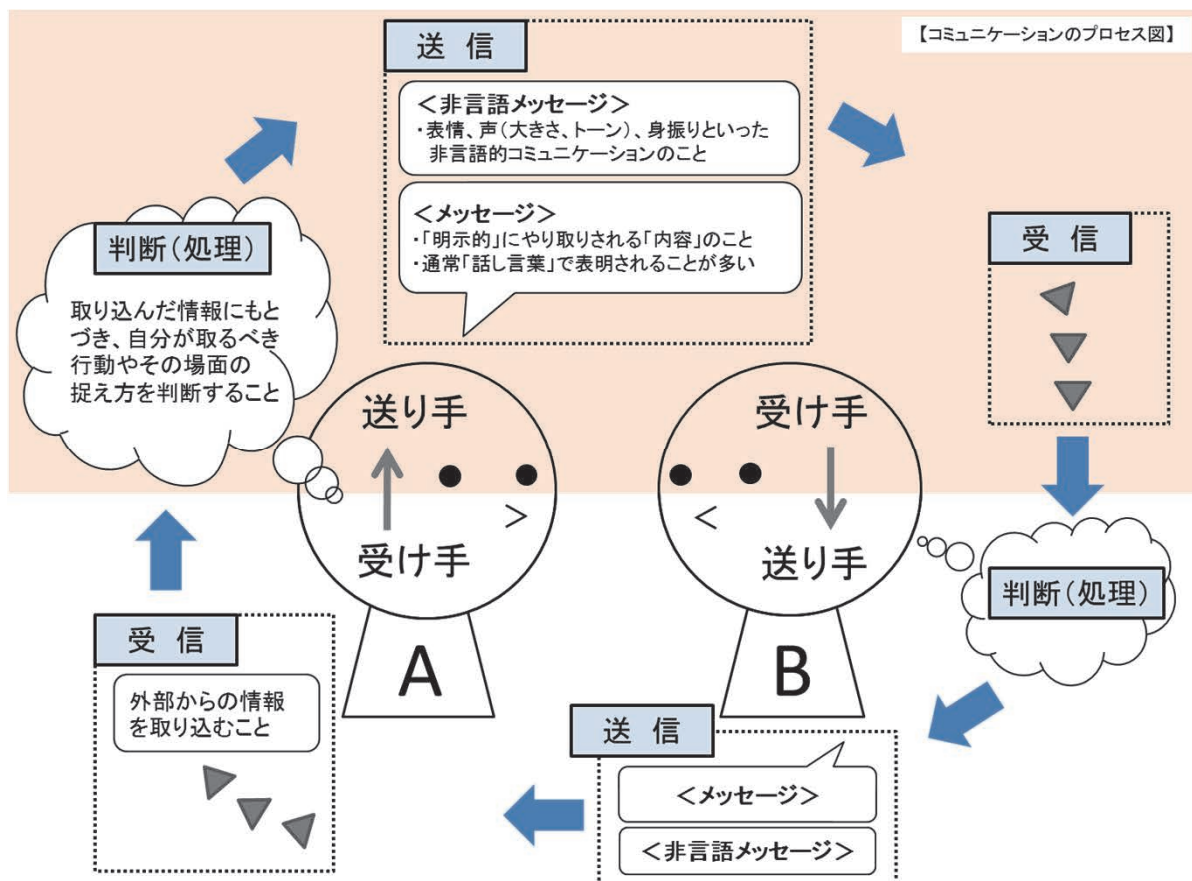 【コミュニケーションのプロセス図】
送 信
＜非言語メッセージ＞
・表情、声（大きさ、トーン）、身振りといった
非言語的コミュニケーションのこと
＜メッセージ＞
・「明示的」にやり取りされる「内容」のこと
・通常「話し言葉」で表明されることが多い
判断（処理）
取り込んだ情報にもと
づき、自分が取るべき
行動やその場面の
捉え方を判断すること
受 信
送り手
受け手
A
受け手
送り手
B
判断（処理）
受 信
外部からの情報
を取り込むこと
送 信
＜メッセージ＞
＜非言語メッセージ＞